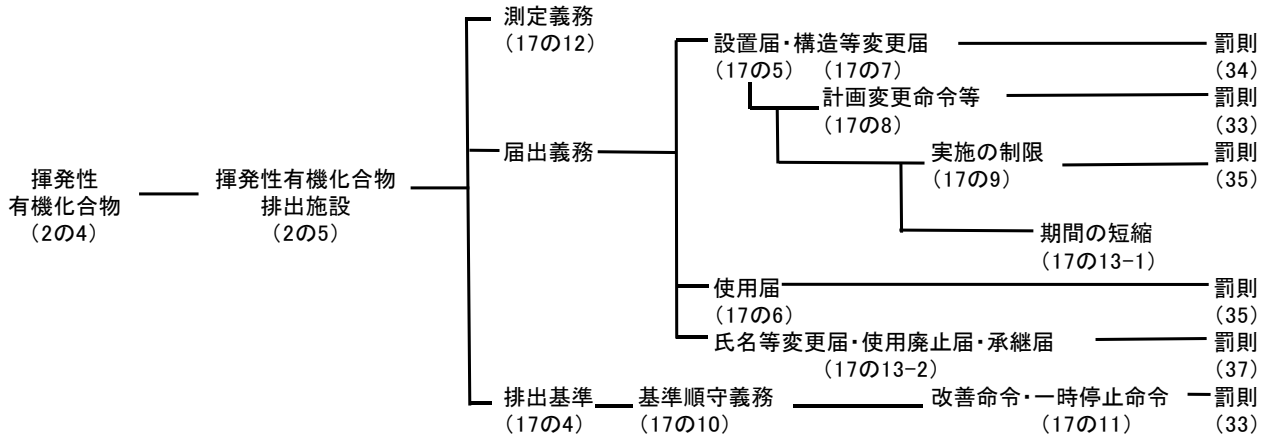 測定義務
(17の12)
設置届・構造等変更届
罰則
(17の5)
(17の7)
(34)
計画変更命令等
罰則
(17の8)
(33)
届出義務
実施の制限
罰則
(17の9)
(35)
揮発性
有機化合物
(2の4)
揮発性有機化合物
排出施設
(2の5)
期間の短縮
(17の13-1)
使用届
罰則
(17の6)
(35)
氏名等変更届・使用廃止届・承継届
罰則
(17の13-2)
(37)
排出基準
基準順守義務
改善命令・一時停止命令
罰則
(17の4)
(17の10)
(17の11)
(33)